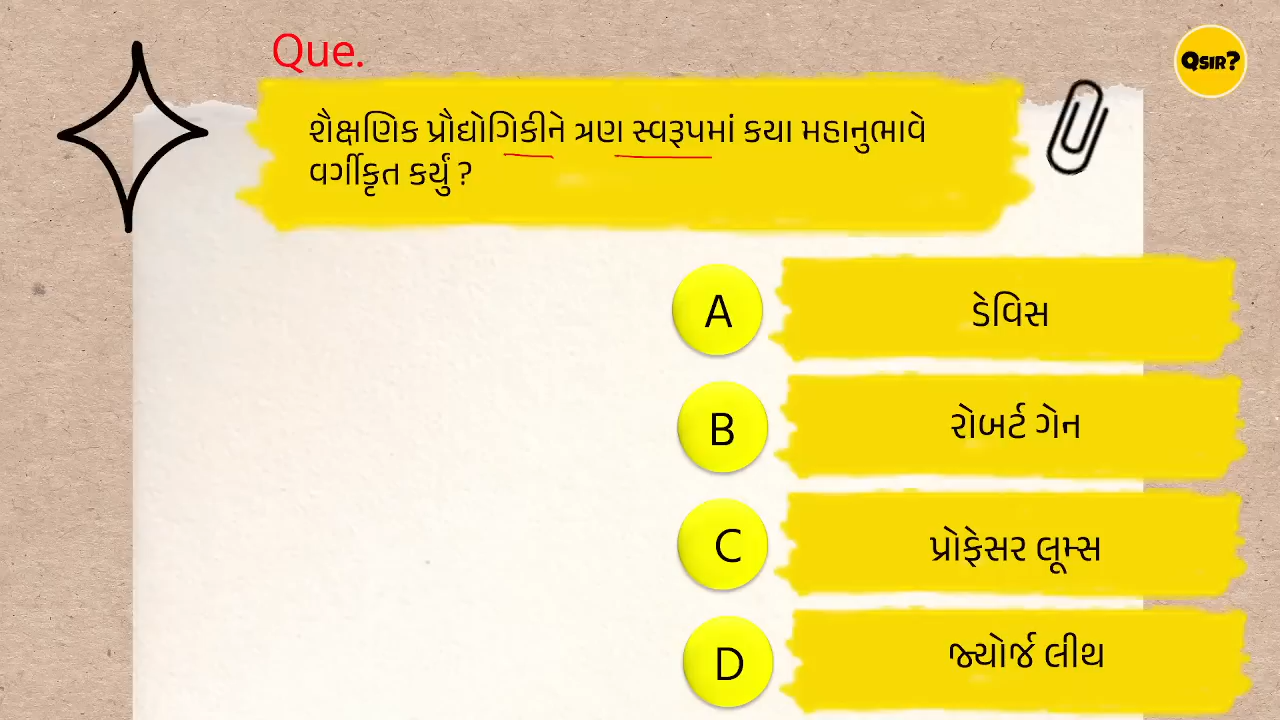 Que.
QSIR?
શૈક્ષણિક પ્રૌદ્યોગિકીને ત્રણ સ્વરૂપમાં કયા મહાનુભાવે
વર્ગીકૃત કર્યું ?
A
ડેવિસ
B
રોબર્ટ ગેન
C
પ્રોફેસર લૂમ્સ
D
જ્યોર્જ લીથ